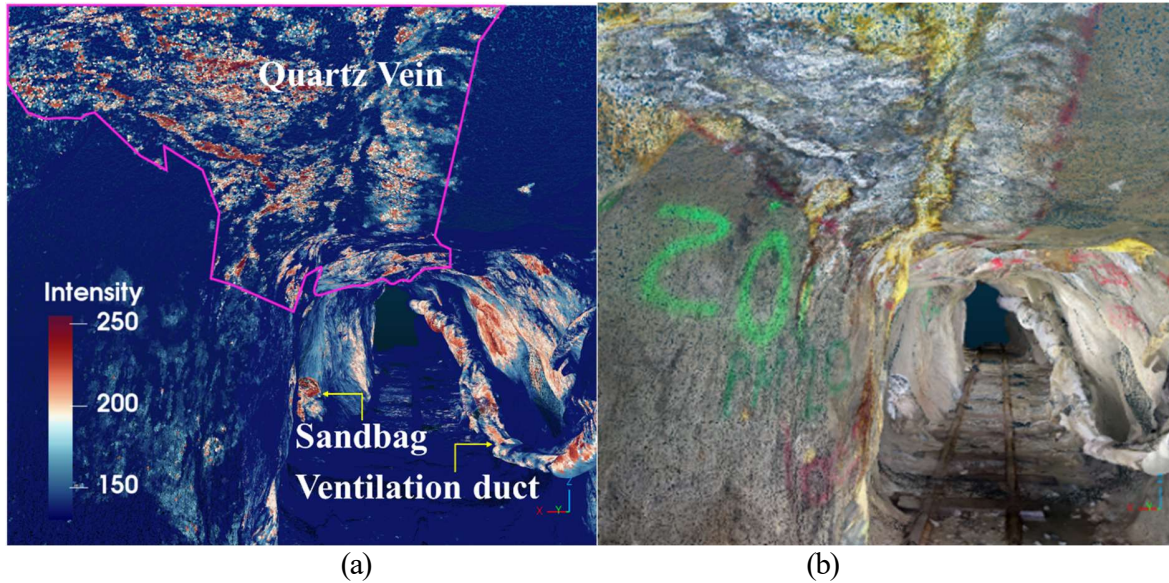 Quartz Vein
Intensity
250
200
150
Sandbag
Ventilation duct
X Y
20
X Y
(a)
(b)